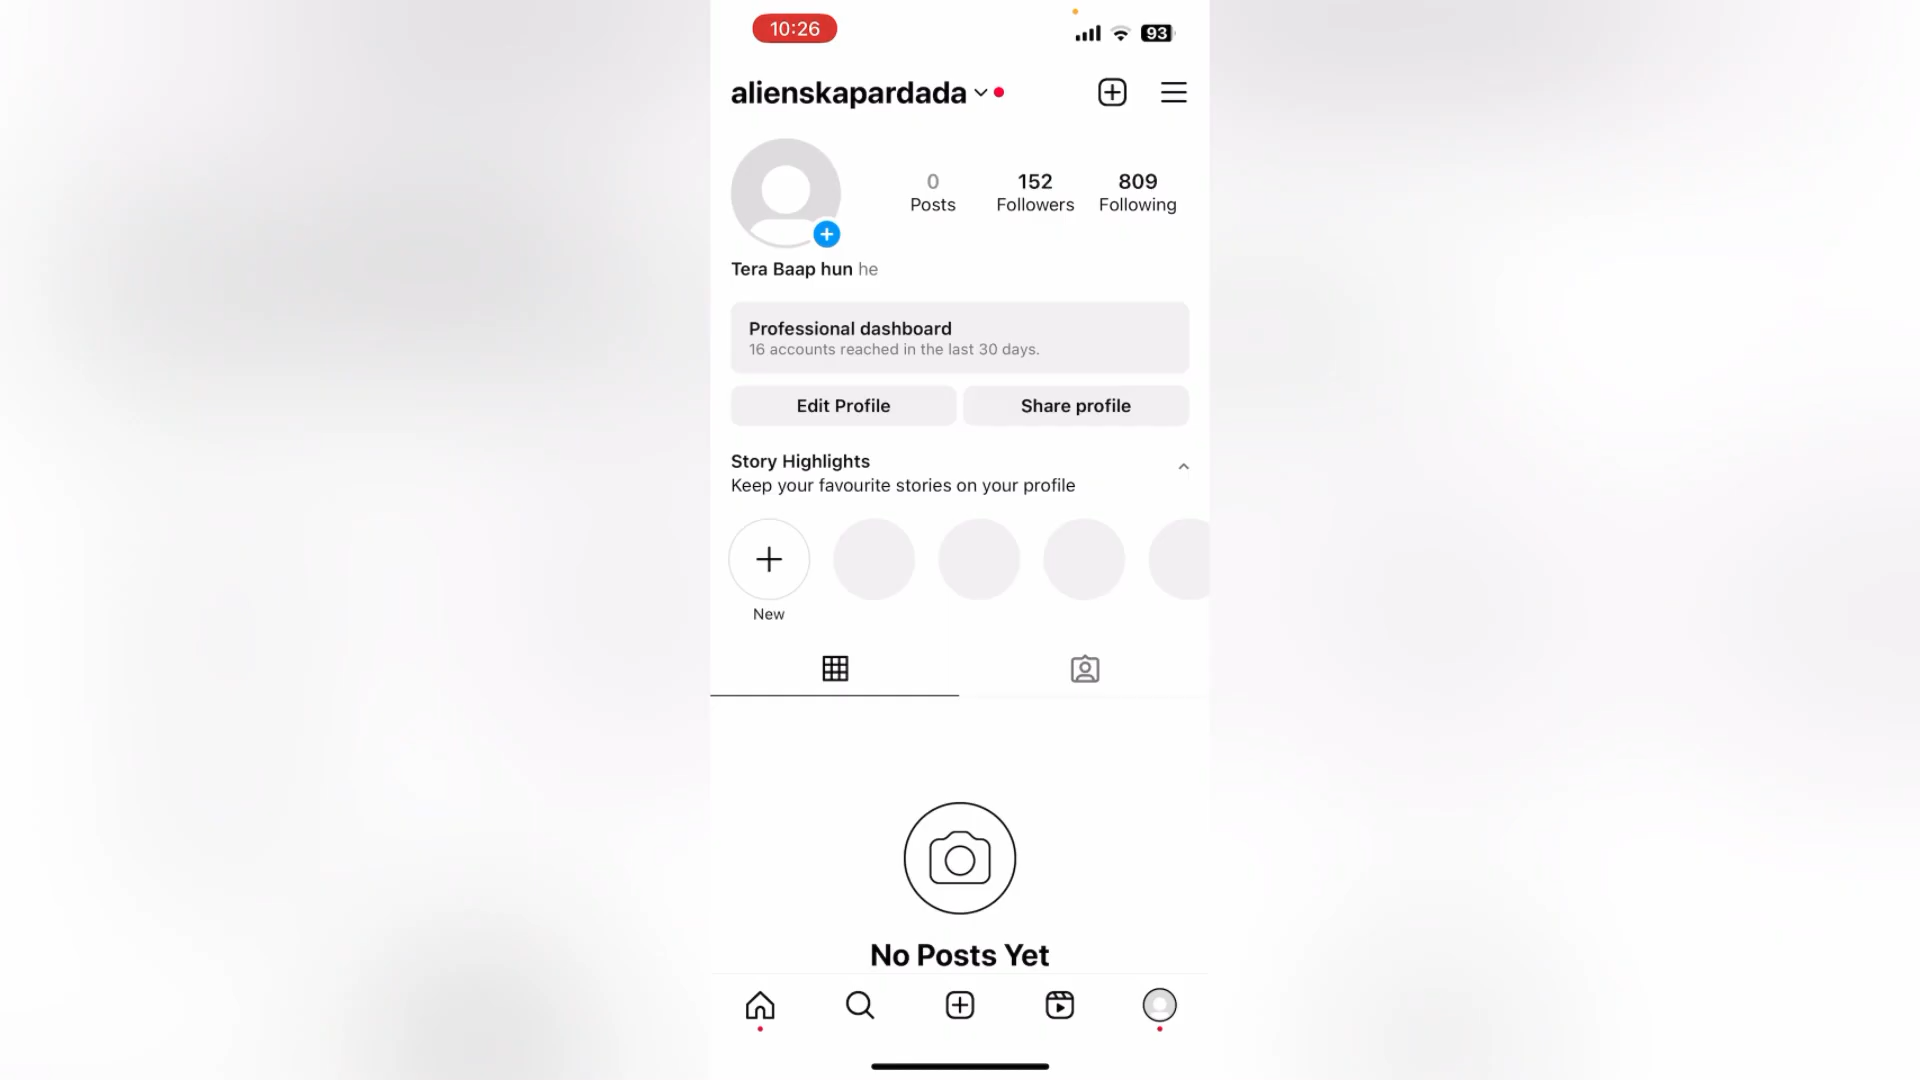 10:26
93
alienskapardada
0
Posts
152
Followers
809
Following
Tera Baap hun he
Professional dashboard
16 accounts reached in the last 30 days.
Edit Profile
Share profile
Story Highlights
Keep your favourite stories on your profile
New
No Posts Yet